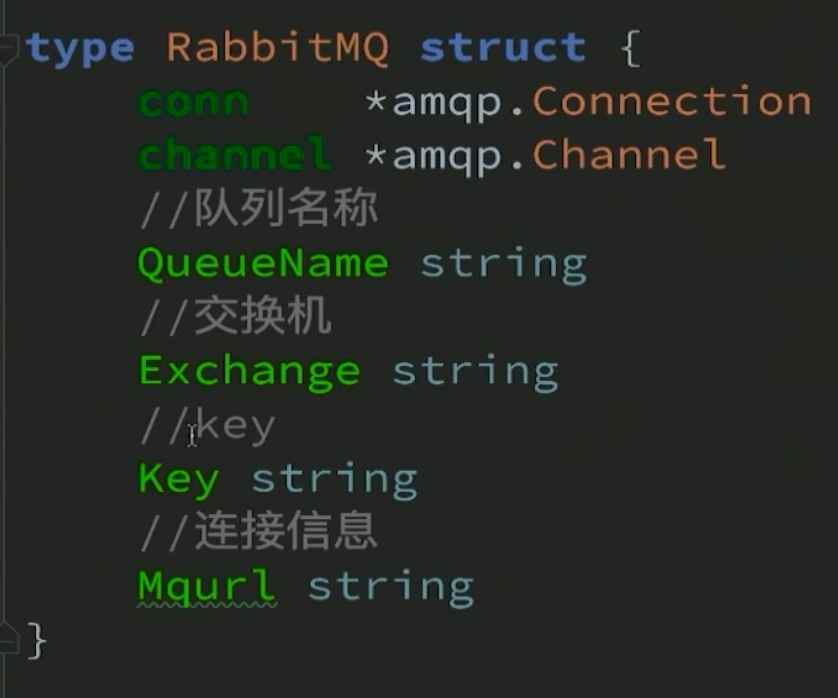 type RabbitMQ struct {
conn *amqp.Connection
channel *amqp.Channel
//队列名称
QueueName string
//交换机
Exchange string
//key
Key string
//连接信息
Mqurl string
}